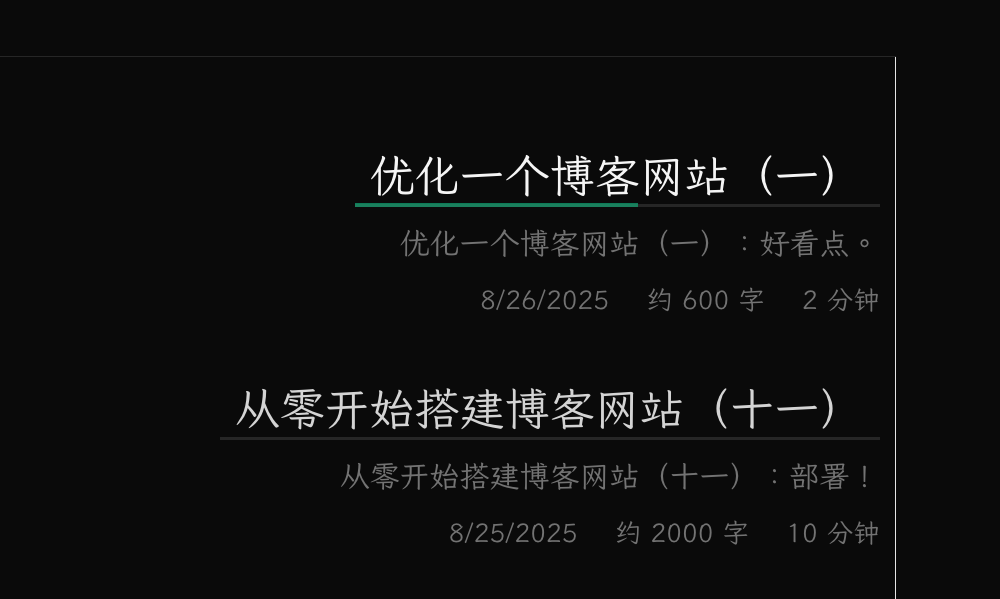 优化一个博客网站（一）
优化一个博客网站（一）：好看点。
8/26/2025 约 600 字 2 分钟
从零开始搭建博客网站（十一）
从零开始搭建博客网站（十一）：部署！
8/25/2025 约 2000 字 10 分钟